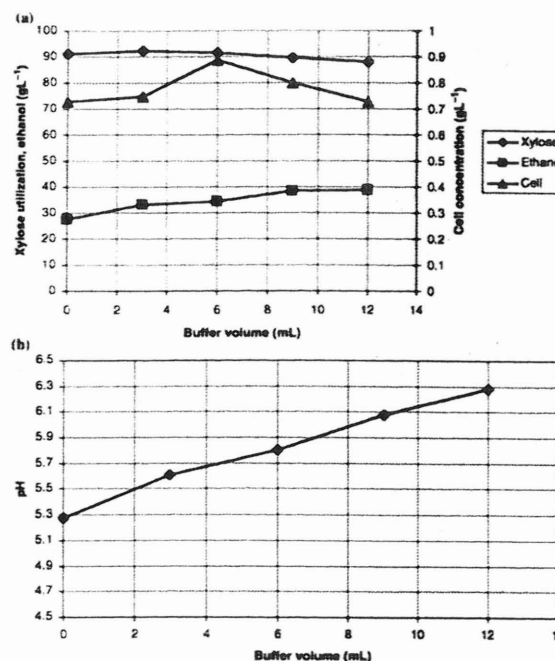 (a)
100
90
80
70
60
50
40
30
20
10
0
Xylose utilization, ethanol (gL⁻¹)
1
0.9
0.8
0.7
0.6
0.5
0.4
0.3
0.2
0.1
0
Cell concentration (gL⁻¹)
0 2 4 6 8 10 12 14
Buffer volume (mL)
Xylose
Ethano
Cell
(b)
6.5
6.3
6.1
5.9
5.7
5.5
5.3
5.1
4.9
4.7
4.5
pH
0 2 4 6 8 10 12
Buffer volume (mL)